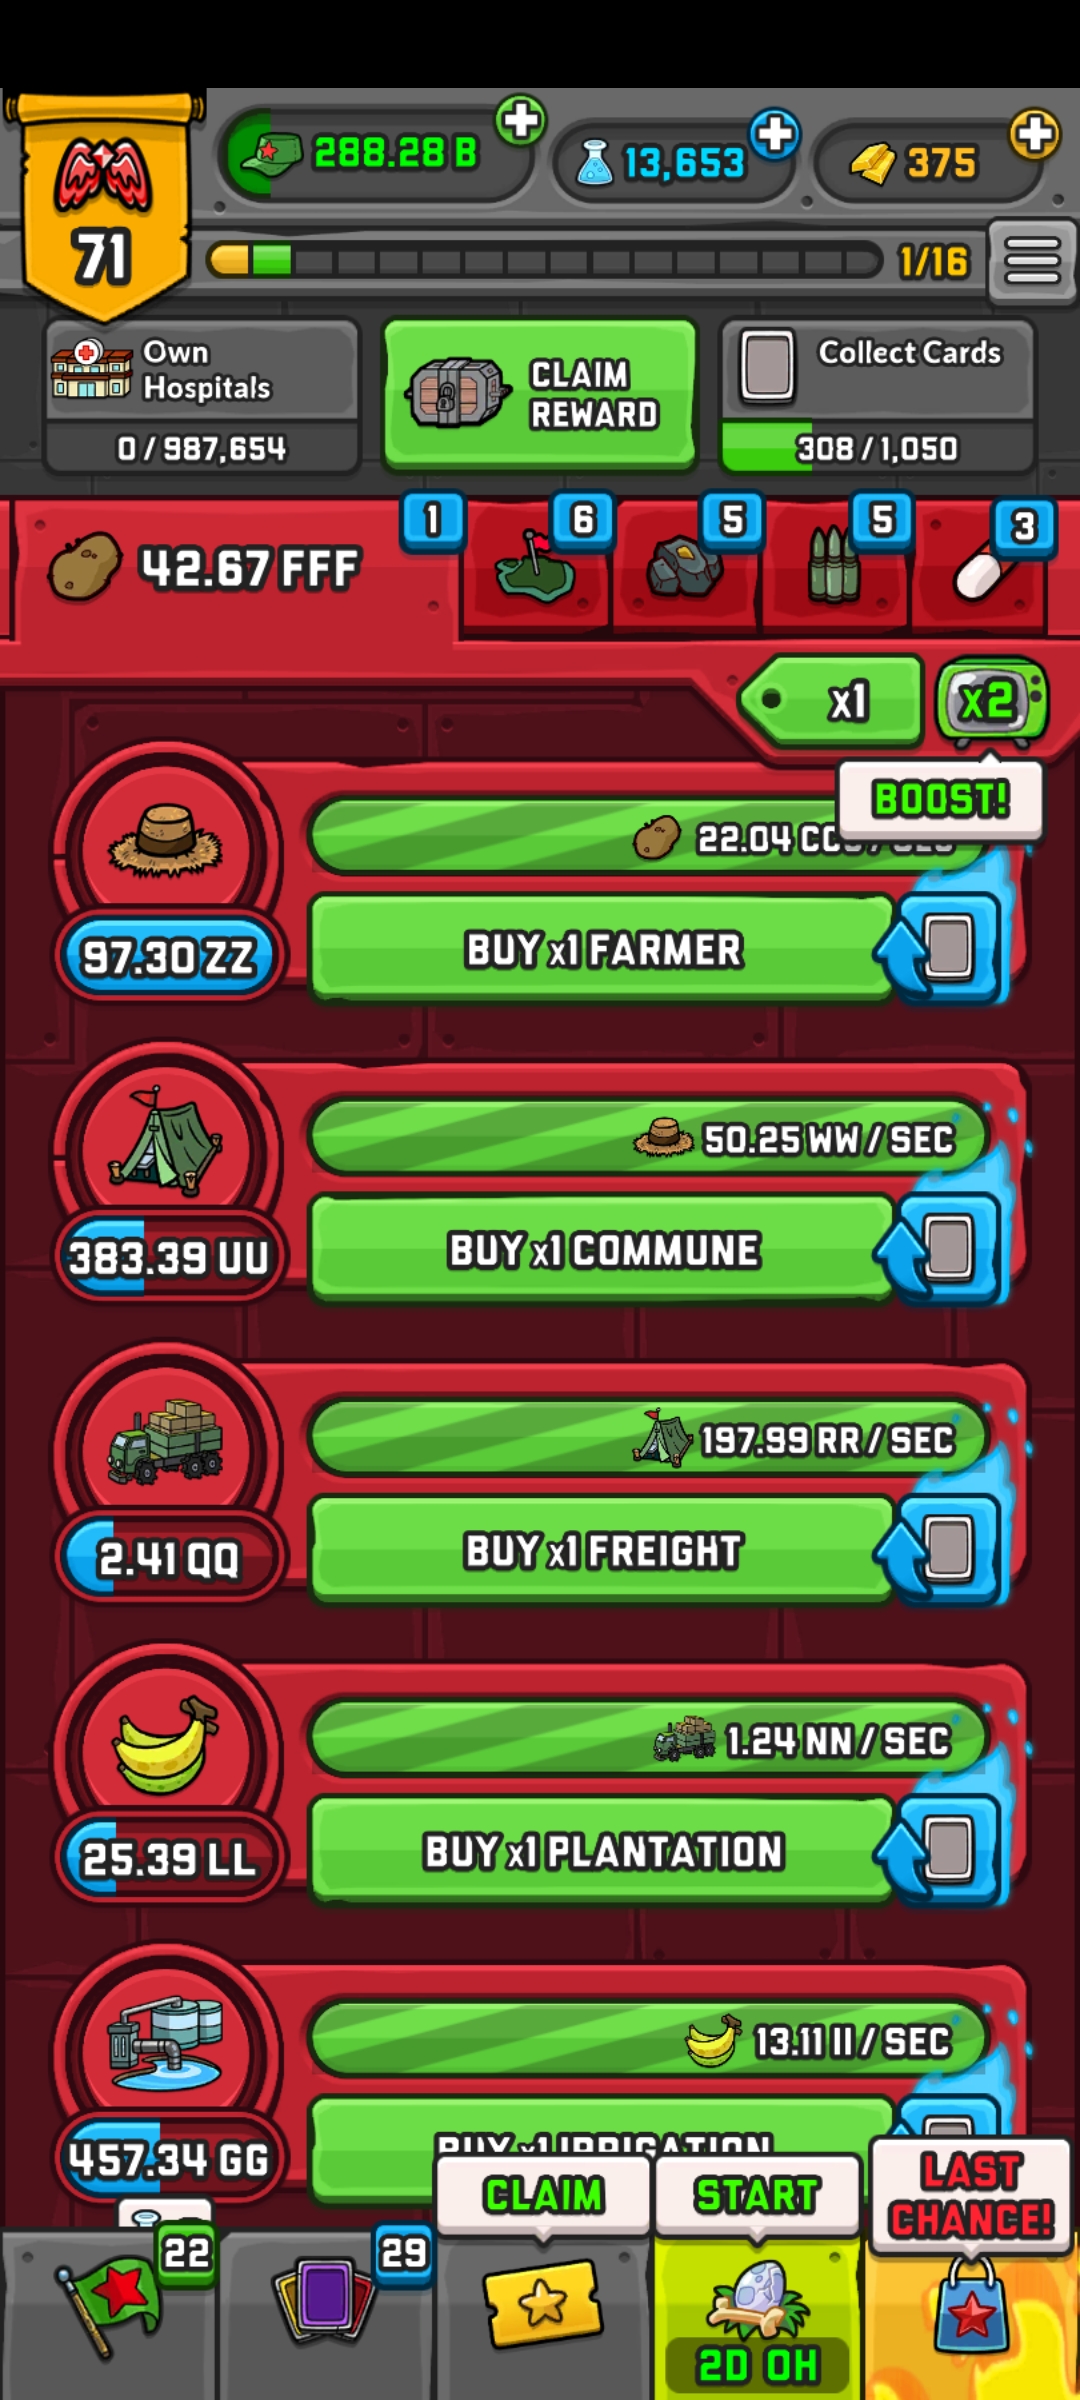 288.28 B
13,653
375
71
1/16
Own
Hospitals
0 / 987,654
CLAIM
REWARD
Collect Cards
308 / 1,050
42.67 FFF
1
6
5
5
3
x1
x2
BOOST!
22.04
97.30 ZZ
BUY x1 FARMER
50.25 WW / SEC
383.39 UU
BUY x1 COMMUNE
197.99 RR / SEC
2.41 QQ
BUY x1 FREIGHT
1.24 NN / SEC
25.39 LL
BUY x1 PLANTATION
13.11 II / SEC
457.34 GG
BUY x1 IRRIGATION
CLAIM
START
LAST
CHANCE!
22
29
2D 0H